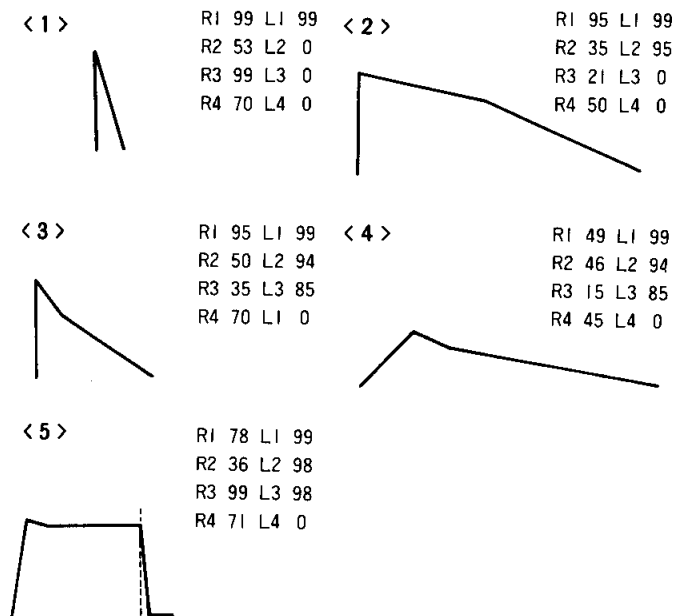 <1>
R1 99 L1 99
R2 53 L2 0
R3 99 L3 0
R4 70 L4 0
<2>
R1 95 L1 99
R2 35 L2 95
R3 21 L3 0
R4 50 L4 0
<3>
R1 95 L1 99
R2 50 L2 94
R3 35 L3 85
R4 70 L1 0
<4>
R1 49 L1 99
R2 46 L2 94
R3 15 L3 85
R4 45 L4 0
<5>
R1 78 L1 99
R2 36 L2 98
R3 99 L3 98
R4 71 L4 0